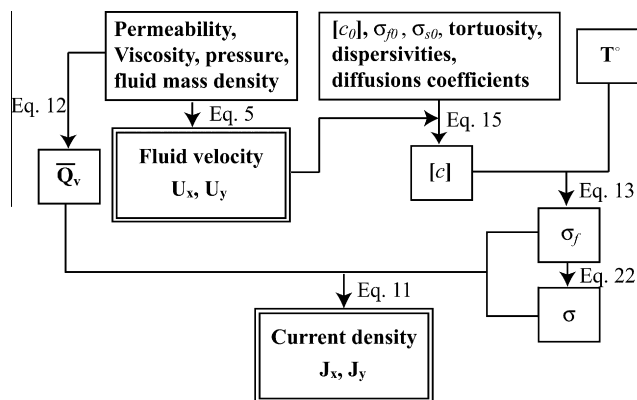 Permeability,
Viscosity, pressure,
fluid mass density
[c₀], σf0 , σs0, tortuosity,
dispersivities,
diffusions coefficients
T°
Eq. 12
Eq. 5
Eq. 15
Q̅v
Fluid velocity
Ux, Uy
[c]
Eq. 13
σf
Eq. 22
σ
Eq. 11
Current density
Jx, Jy